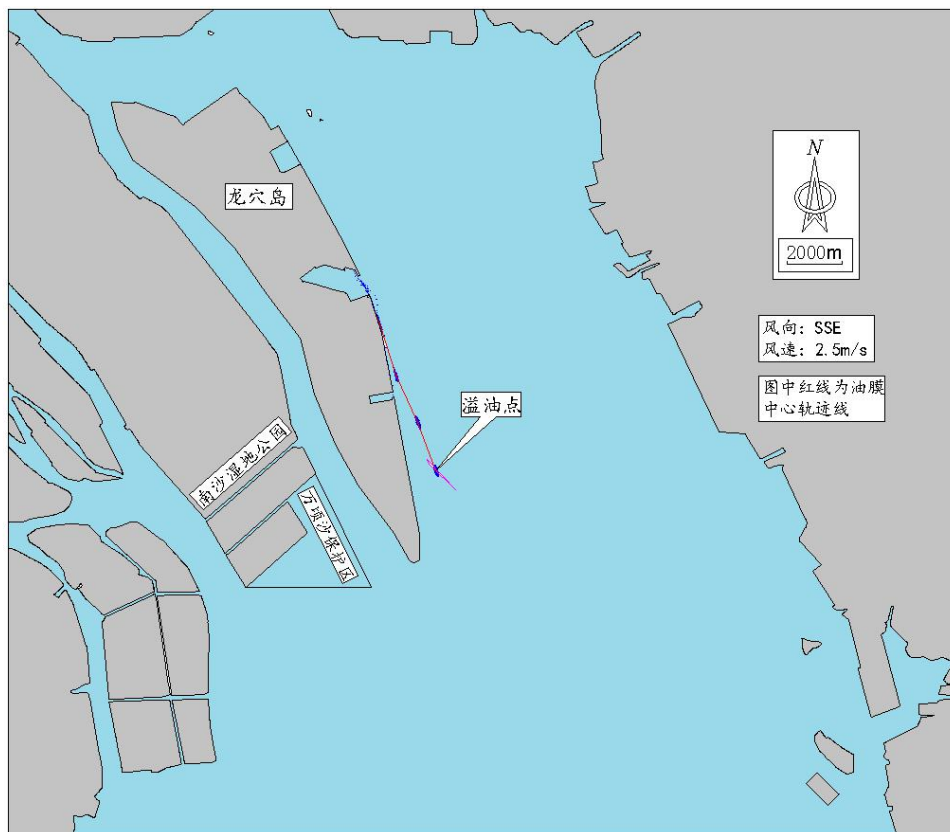 N
龙穴岛
2000m
风向: SSE
风速: 2.5m/s
图中红线为油膜
中心轨迹线
溢油点
南沙湿地公园
万顷沙保护区